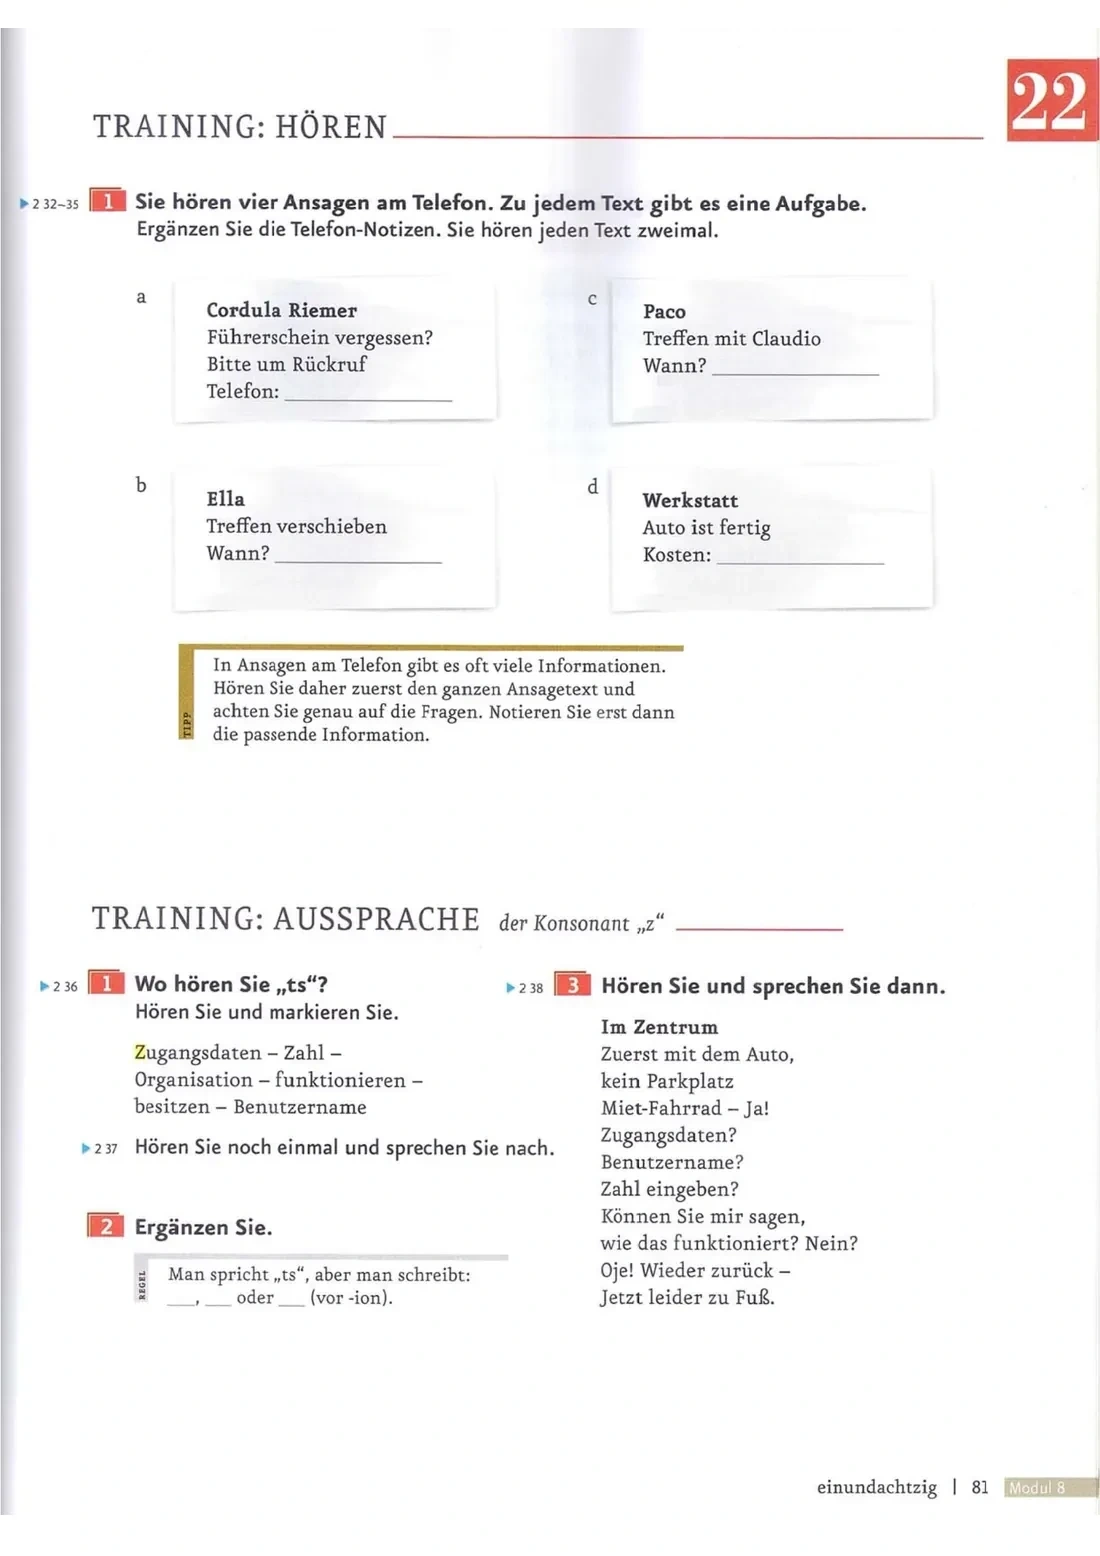 22
TRAINING: HÖREN
▶ 2 32–35 1 Sie hören vier Ansagen am Telefon. Zu jedem Text gibt es eine Aufgabe.
Ergänzen Sie die Telefon-Notizen. Sie hören jeden Text zweimal.
a
Cordula Riemer
Führerschein vergessen?
Bitte um Rückruf
Telefon: ____________
c
Paco
Treffen mit Claudio
Wann? ____________
b
Ella
Treffen verschieben
Wann? ____________
d
Werkstatt
Auto ist fertig
Kosten: ____________
TIPP
In Ansagen am Telefon gibt es oft viele Informationen.
Hören Sie daher zuerst den ganzen Ansagetext und
achten Sie genau auf die Fragen. Notieren Sie erst dann
die passende Information.
TRAINING: AUSSPRACHE der Konsonant „z“
▶ 2 36 1 Wo hören Sie „ts“?
Hören Sie und markieren Sie.
Zugangsdaten – Zahl –
Organisation – funktionieren –
besitzen – Benutzername
▶ 2 37 Hören Sie noch einmal und sprechen Sie nach.
2 Ergänzen Sie.
REGEL
Man spricht „ts“, aber man schreibt:
___, ___ oder ___ (vor -ion).
▶ 2 38 3 Hören Sie und sprechen Sie dann.
Im Zentrum
Zuerst mit dem Auto,
kein Parkplatz
Miet-Fahrrad – Ja!
Zugangsdaten?
Benutzername?
Zahl eingeben?
Können Sie mir sagen,
wie das funktioniert? Nein?
Oje! Wieder zurück –
Jetzt leider zu Fuß.
einundachtzig | 81 Modul 8